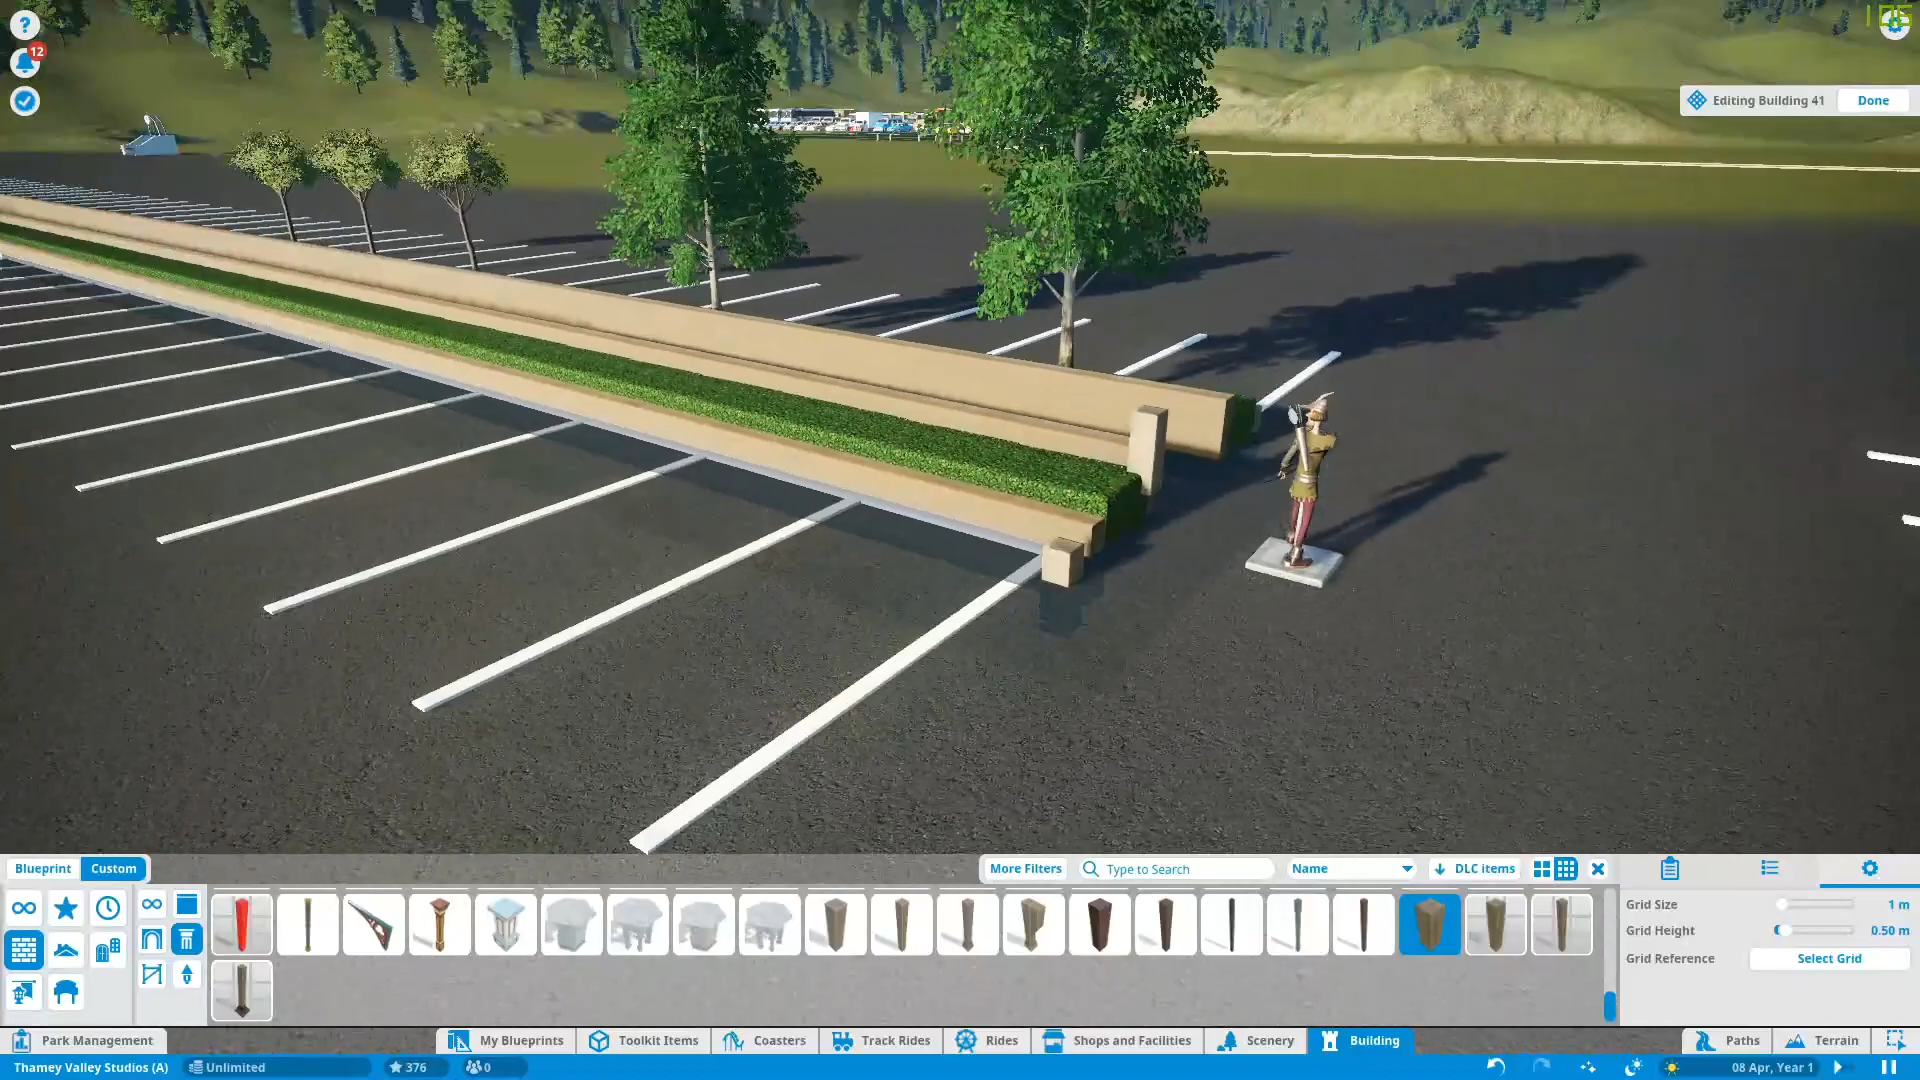 ?
12
106
Editing Building 41
Done
Blueprint
Custom
More Filters
Type to Search
Name
DLC items
Grid Size
1 m
Grid Height
0.50 m
Grid Reference
Select Grid
Park Management
My Blueprints
Toolkit Items
Coasters
Track Rides
Rides
Shops and Facilities
Scenery
Building
Paths
Terrain
Thamey Valley Studios (A)
Unlimited
376
0
08 Apr, Year 1